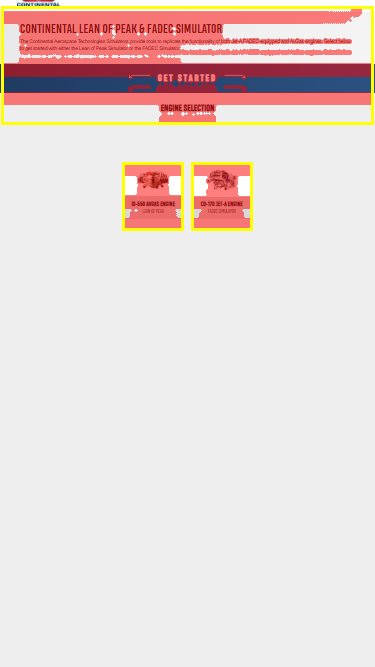 CONTINENTAL
CONTINENTAL LEAN OF PEAK & FADEC SIMULATOR
The Continental Aerospace Technologies Simulators provide tools to replicate the functionality of both Jet-A FADEC equipped and AvGas engines. Select below
to get started with either the Lean of Peak Simulator or the FADEC Simulator.
GET STARTED
ENGINE SELECTION
IO-550 AVGAS ENGINE
LEAN OF PEAK
CD-170 JET-A ENGINE
FADEC SIMULATOR